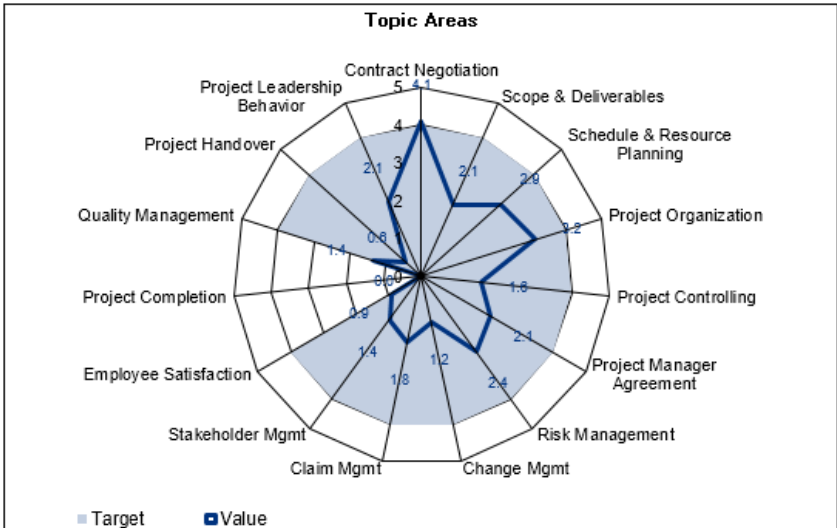 Topic Areas
Contract Negotiation
4.1
Project Leadership
Behavior
5
Scope & Deliverables
4
Schedule & Resource
Planning
Project Handover
3
2.1
2.1
2.9
2
Quality Management
Project Organization
3.2
0.6
1
1.4
0
0.0
1.6
Project Completion
Project Controlling
0.9
2.1
1.4
1.2
Employee Satisfaction
Project Manager
Agreement
1.8
2.4
Stakeholder Mgmt
Risk Management
Claim Mgmt
Change Mgmt
Target
Value